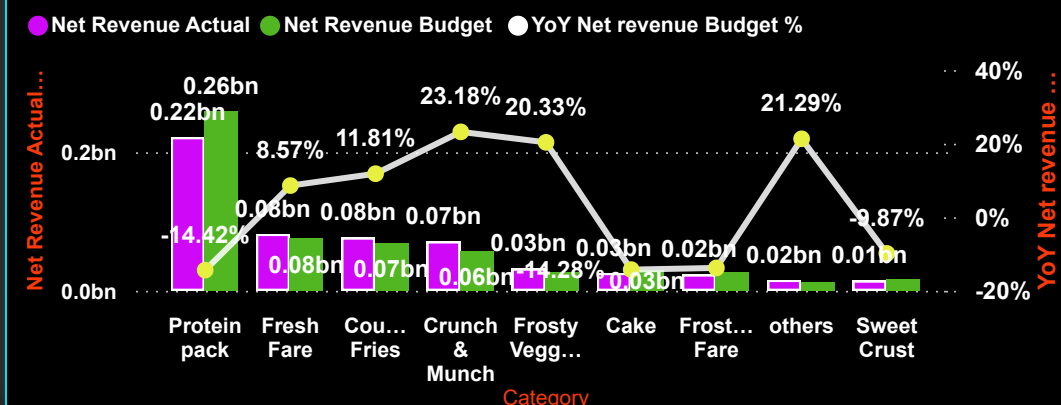 Net Revenue Actual Net Revenue Budget YoY Net revenue Budget %
Net Revenue Actual...
0.2bn
0.0bn
0.22bn
0.26bn
-14.42%
8.57%
0.08bn
0.08bn
11.81%
0.08bn
0.07bn
23.18%
0.07bn
0.06bn
20.33%
0.03bn
-14.28%
0.03bn
0.03bn
0.02bn
21.29%
0.02bn
-9.87%
0.01bn
40%
20%
0%
-20%
YoY Net revenue ...
Protein
pack
Fresh
Fare
Cou...
Fries
Crunch
&
Munch
Frosty
Vegg...
Cake
Frost...
Fare
others
Sweet
Crust
Category